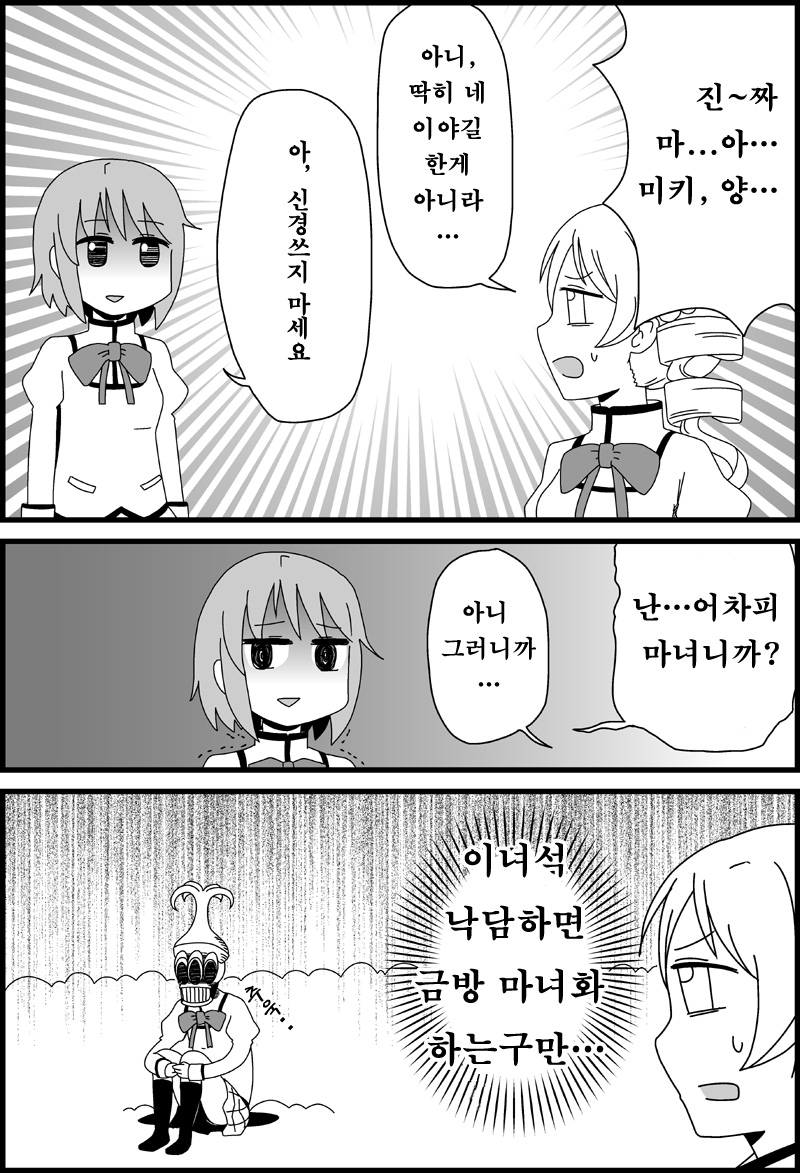 진~짜
마...아…
미키, 양…
아니,
딱히 네
이야길
한게
아니라
…
아, 신경쓰지 마세요
난…어차피
마녀니까?
아니
그러니까
…
이녀석
낙담하면
금방 마녀화
하는구만…
추욱..